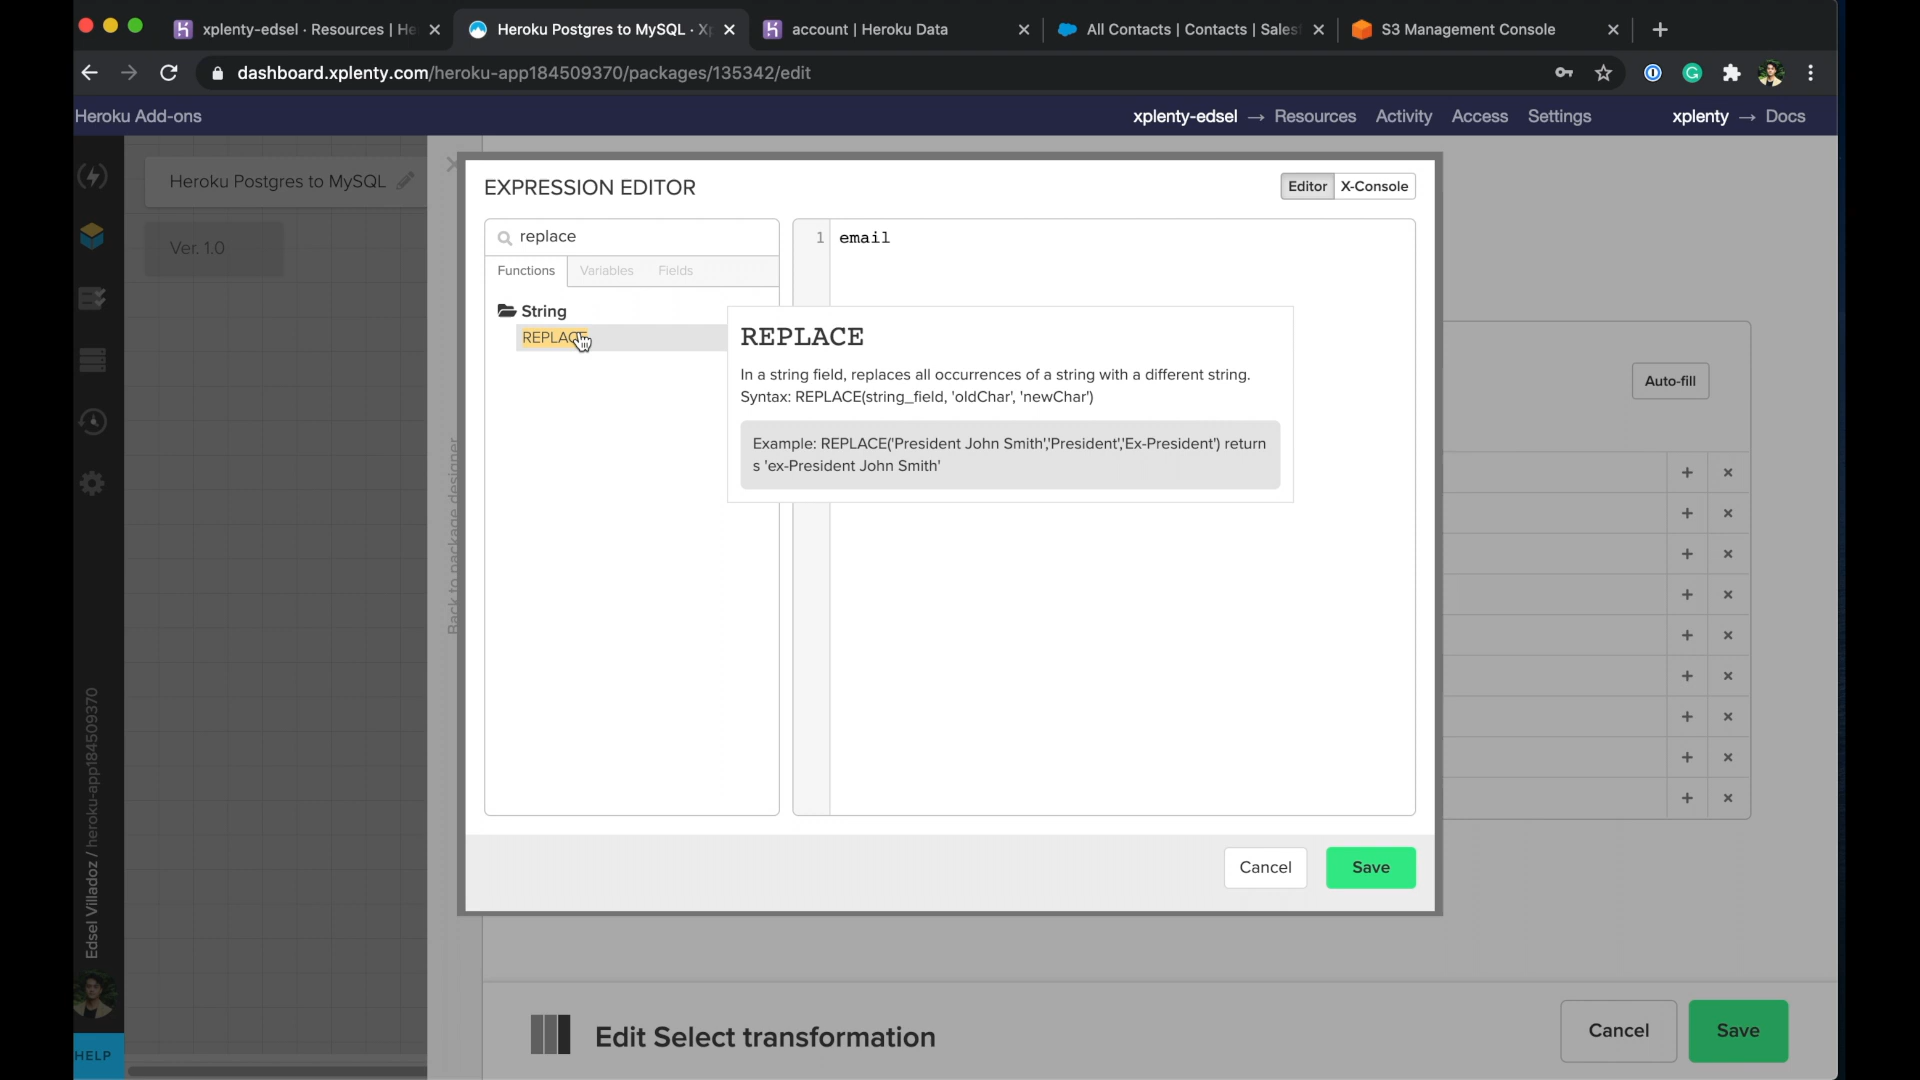 xplenty-edsel · Resources | He
Heroku Postgres to MySQL · Xp
account | Heroku Data
All Contacts | Contacts | Salesf
S3 Management Console
dashboard.xplenty.com/heroku-app184509370/packages/135342/edit
Heroku Add-ons
xplenty-edsel → Resources Activity Access Settings
xplenty → Docs
Heroku Postgres to MySQL
Ver. 1.0
EXPRESSION EDITOR
Editor X-Console
replace
Functions Variables Fields
String
REPLACE
1 email
REPLACE
In a string field, replaces all occurrences of a string with a different string.
Syntax: REPLACE(string_field, 'oldChar', 'newChar')
Example: REPLACE('President John Smith','President','Ex-President') return
s 'ex-President John Smith'
Auto-fill
Back to package designer
Cancel Save
Edsel Villadoz / heroku-app184509370
HELP
Edit Select transformation
Cancel Save